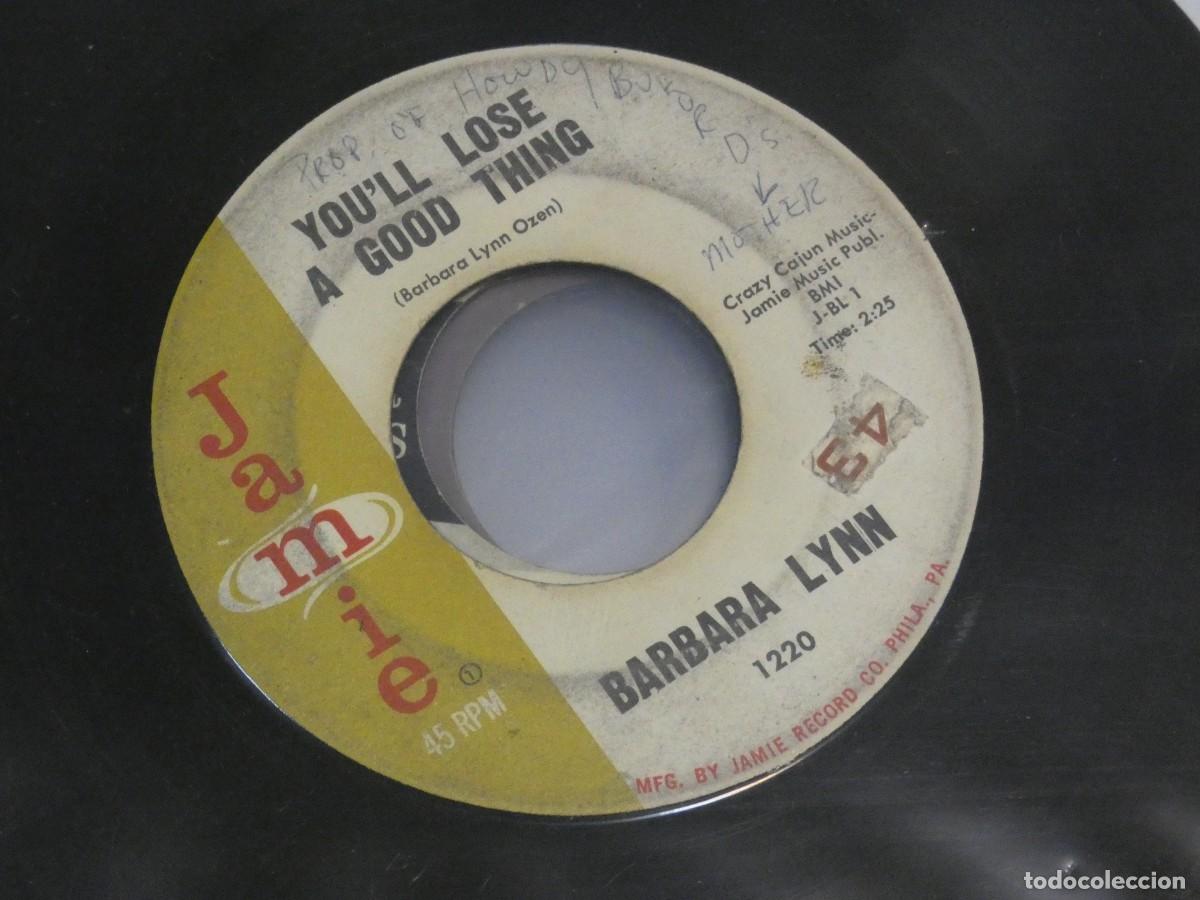 PROP. OF HOWDY
D'S.
MOTHER
YOU'LL LOSE
A GOOD THING
(Barbara Lynn Ozen)
Crazy Cajun Music-
Jamie Music Publ.
BMI
J-BL 1
Time: 2:25
43
Jamie
1
45 RPM
BARBARA LYNN
1220
MFG. BY JAMIE RECORD CO. PHILA., PA.
S
todocoleccion